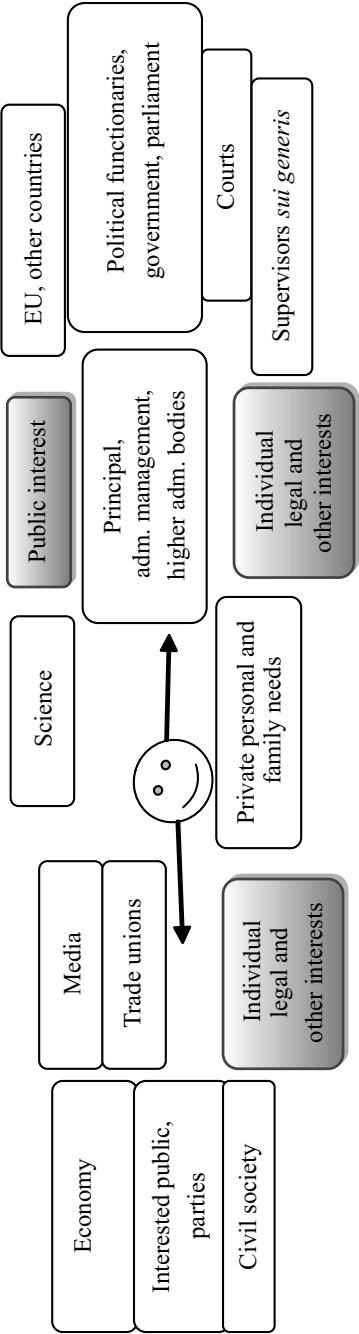 Economy
Interested public,
parties
Civil society
Media
Trade unions
Individual
legal and
other interests
Science
Private personal and
family needs
Public interest
Principal,
adm. management,
higher adm. bodies
Individual
legal and
other interests
EU, other countries
Political functionaries,
government, parliament
Courts
Supervisors sui generis